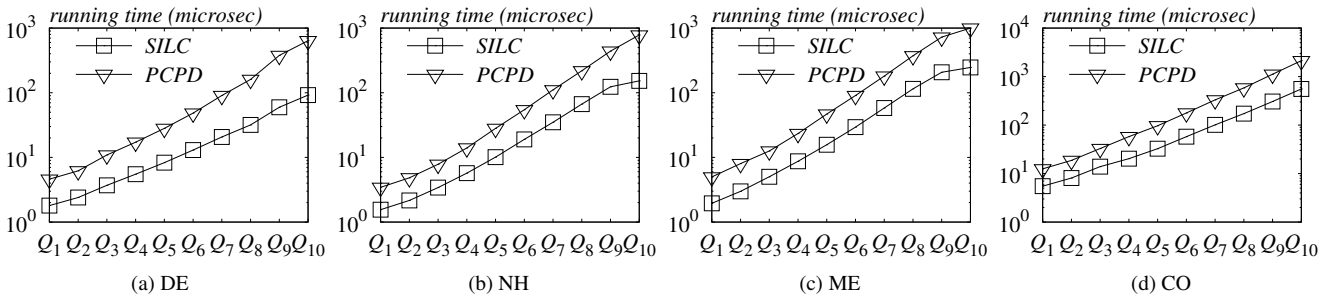 running time (microsec)
10^3
10^2
10^1
10^0
SILC
PCPD
Q1 Q2 Q3 Q4 Q5 Q6 Q7 Q8 Q9 Q10
(a) DE
running time (microsec)
10^3
10^2
10^1
10^0
SILC
PCPD
Q1 Q2 Q3 Q4 Q5 Q6 Q7 Q8 Q9 Q10
(b) NH
running time (microsec)
10^3
10^2
10^1
10^0
SILC
PCPD
Q1 Q2 Q3 Q4 Q5 Q6 Q7 Q8 Q9 Q10
(c) ME
running time (microsec)
10^4
10^3
10^2
10^1
10^0
SILC
PCPD
Q1 Q2 Q3 Q4 Q5 Q6 Q7 Q8 Q9 Q10
(d) CO